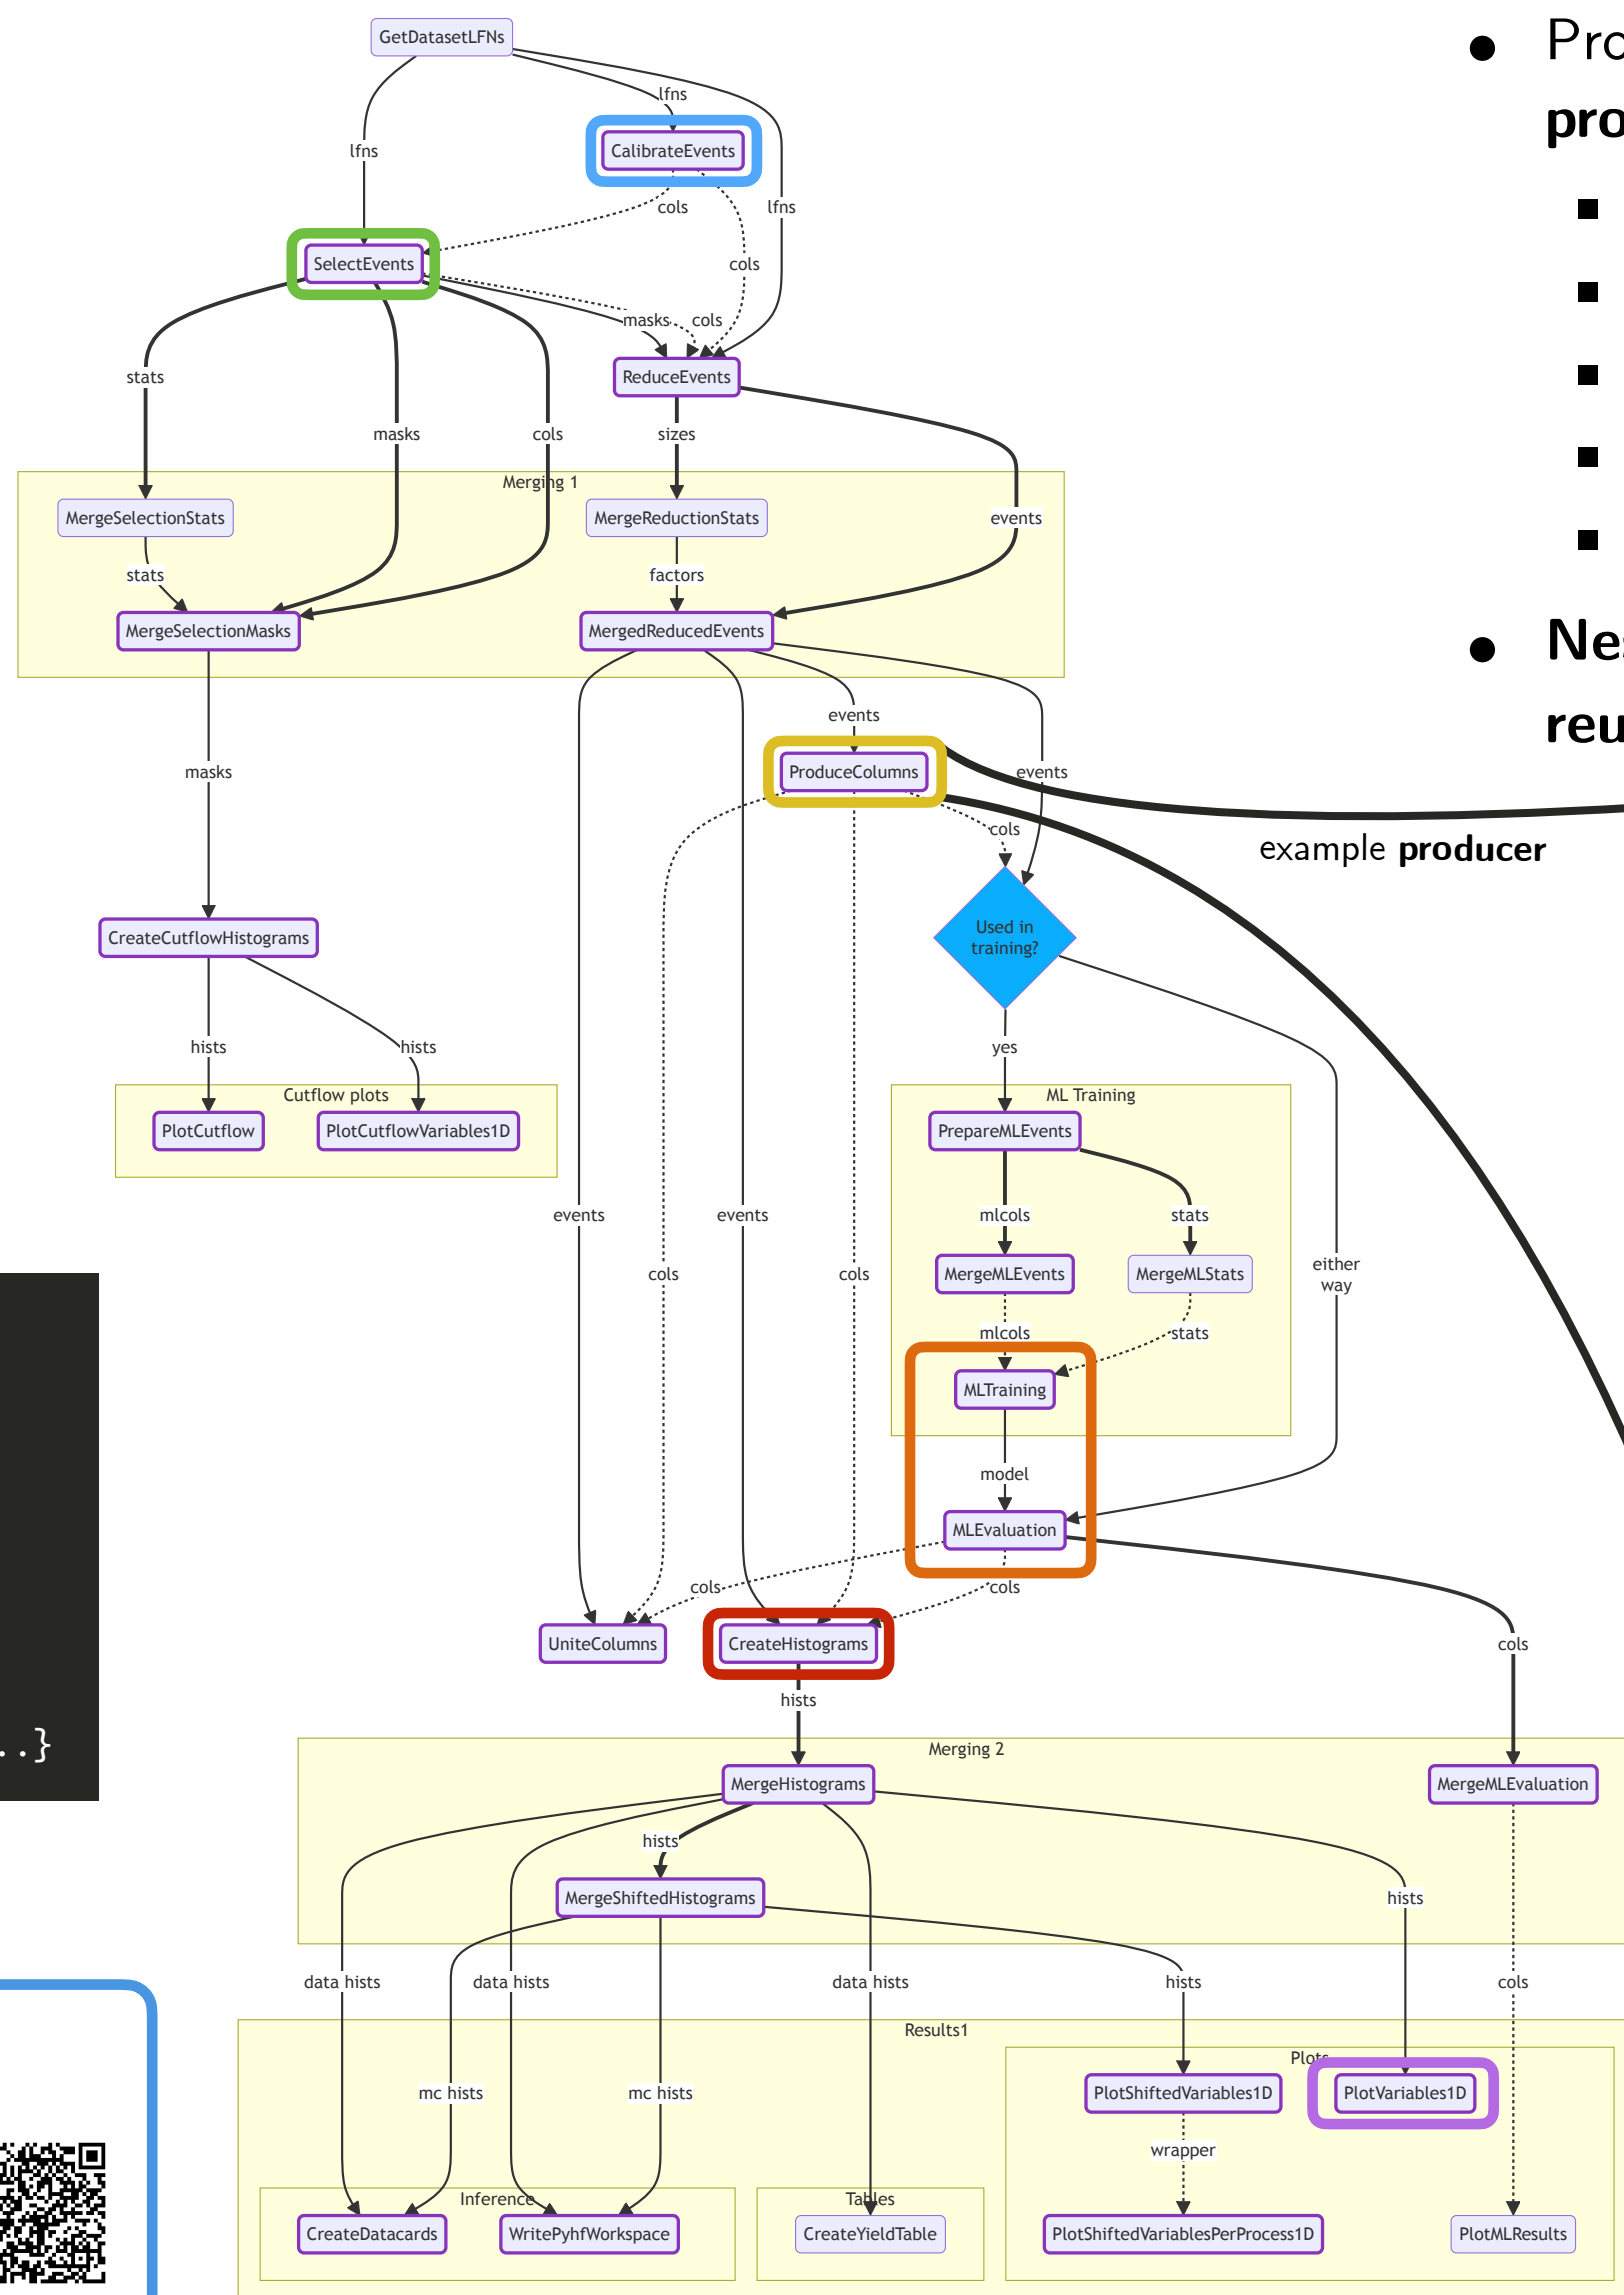 GetDatasetLFNs
Pro
pro
lfns
CalibrateEvents
lfns
cols
lfns
SelectEvents
cols
masks
cols
ReduceEvents
stats
masks
cols
sizes
Merging 1
MergeSelectionStats
MergeReductionStats
events
stats
factors
MergeSelectionMasks
MergedReducedEvents
Nes
reu
events
masks
ProduceColumns
events
cols
example producer
CreateCutflowHistograms
Used in
training?
hists
hists
yes
Cutflow plots
ML Training
PlotCutflow
PlotCutflowVariables1D
PrepareMLEvents
events
events
mlcols
stats
cols
cols
MergeMLEvents
MergeMLStats
either
way
mlcols
stats
MLTraining
model
MLEvaluation
cols
cols
UniteColumns
CreateHistograms
cols
hists
..}
Merging 2
MergeHistograms
MergeMLEvaluation
hists
MergeShiftedHistograms
hists
data hists
data hists
data hists
hists
cols
Results1
Plots
mc hists
mc hists
PlotShiftedVariables1D
PlotVariables1D
wrapper
Inference
Tables
CreateDatacards
WritePyhfWorkspace
CreateYieldTable
PlotShiftedVariablesPerProcess1D
PlotMLResults